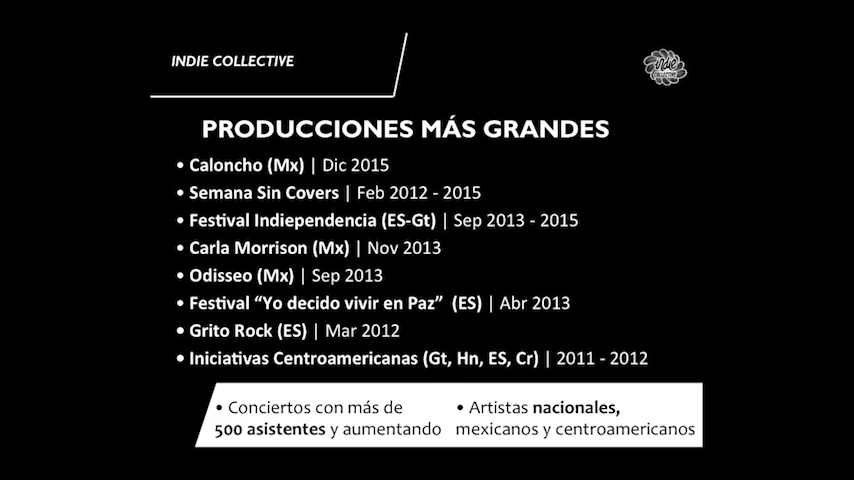 INDIE COLLECTIVE
indie
PRODUCCIONES MÁS GRANDES
• Caloncho (Mx) | Dic 2015
• Semana Sin Covers | Feb 2012 - 2015
• Festival Indiependencia (ES-Gt) | Sep 2013 - 2015
• Carla Morrison (Mx) | Nov 2013
• Odisseo (Mx) | Sep 2013
• Festival “Yo decido vivir en Paz” (ES) | Abr 2013
• Grito Rock (ES) | Mar 2012
• Iniciativas Centroamericanas (Gt, Hn, ES, Cr) | 2011 - 2012
• Conciertos con más de
500 asistentes y aumentando
• Artistas nacionales,
mexicanos y centroamericanos